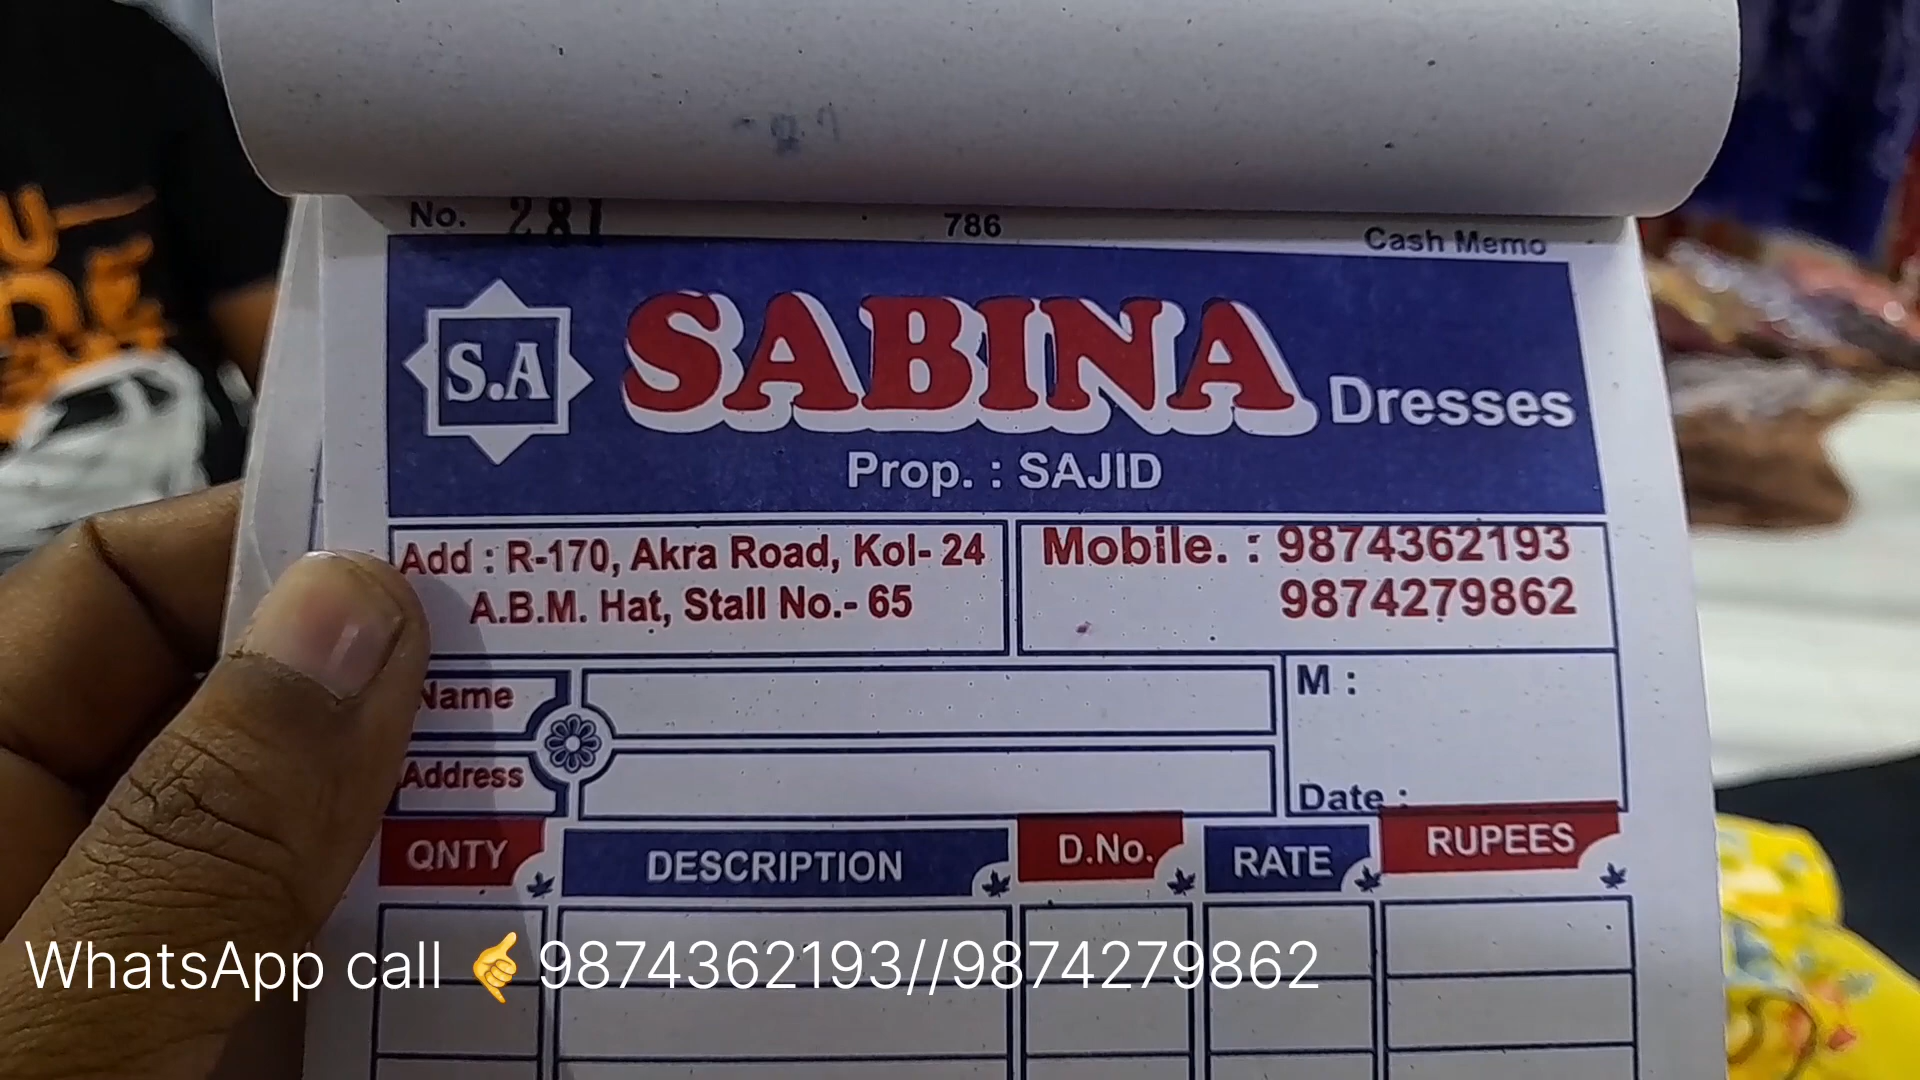 No. 281 786 Cash Memo
S.A
SABINA Dresses
Prop. : SAJID
Add : R-170, Akra Road, Kol- 24
A.B.M. Hat, Stall No.- 65
Mobile. : 9874362193
9874279862
Name
M :
Address
Date :
QNTY DESCRIPTION D.No. RATE RUPEES
WhatsApp call 🤙9874362193//9874279862